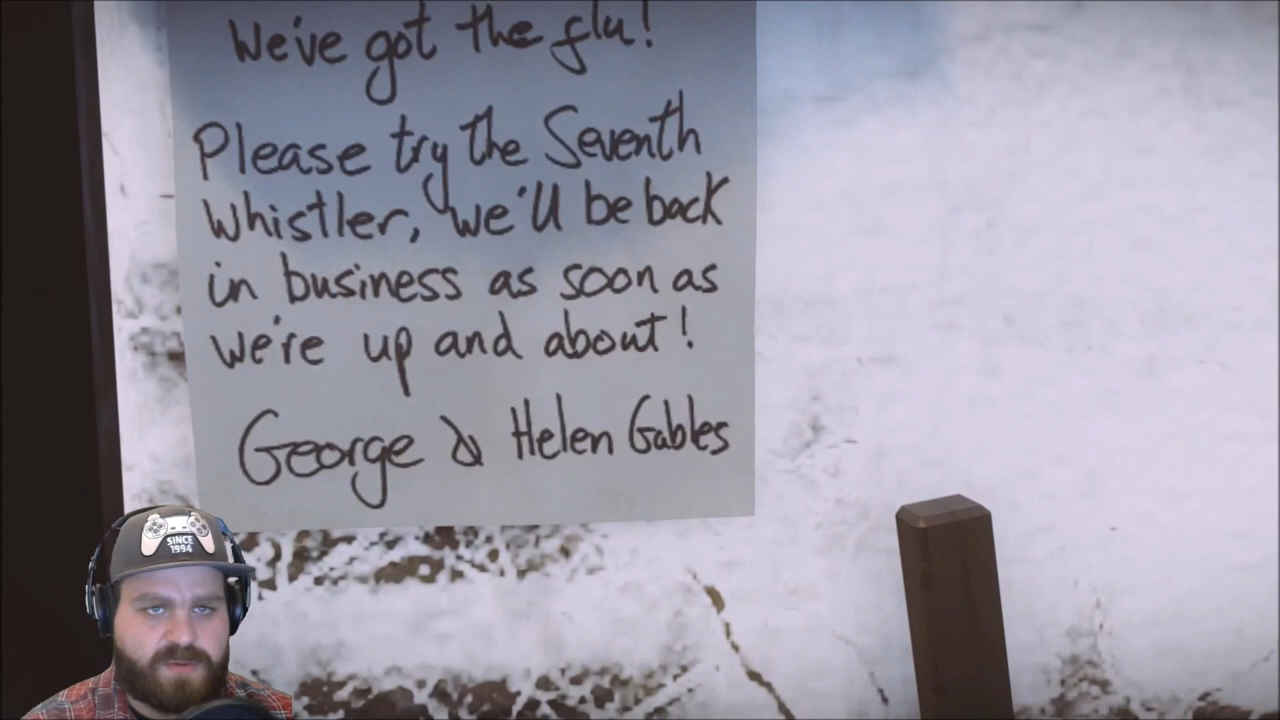 We've got the flu!
Please try the Seventh
Whistler, we'll be back
in business as soon as
we're up and about!
George & Helen Gables
SINCE
1994